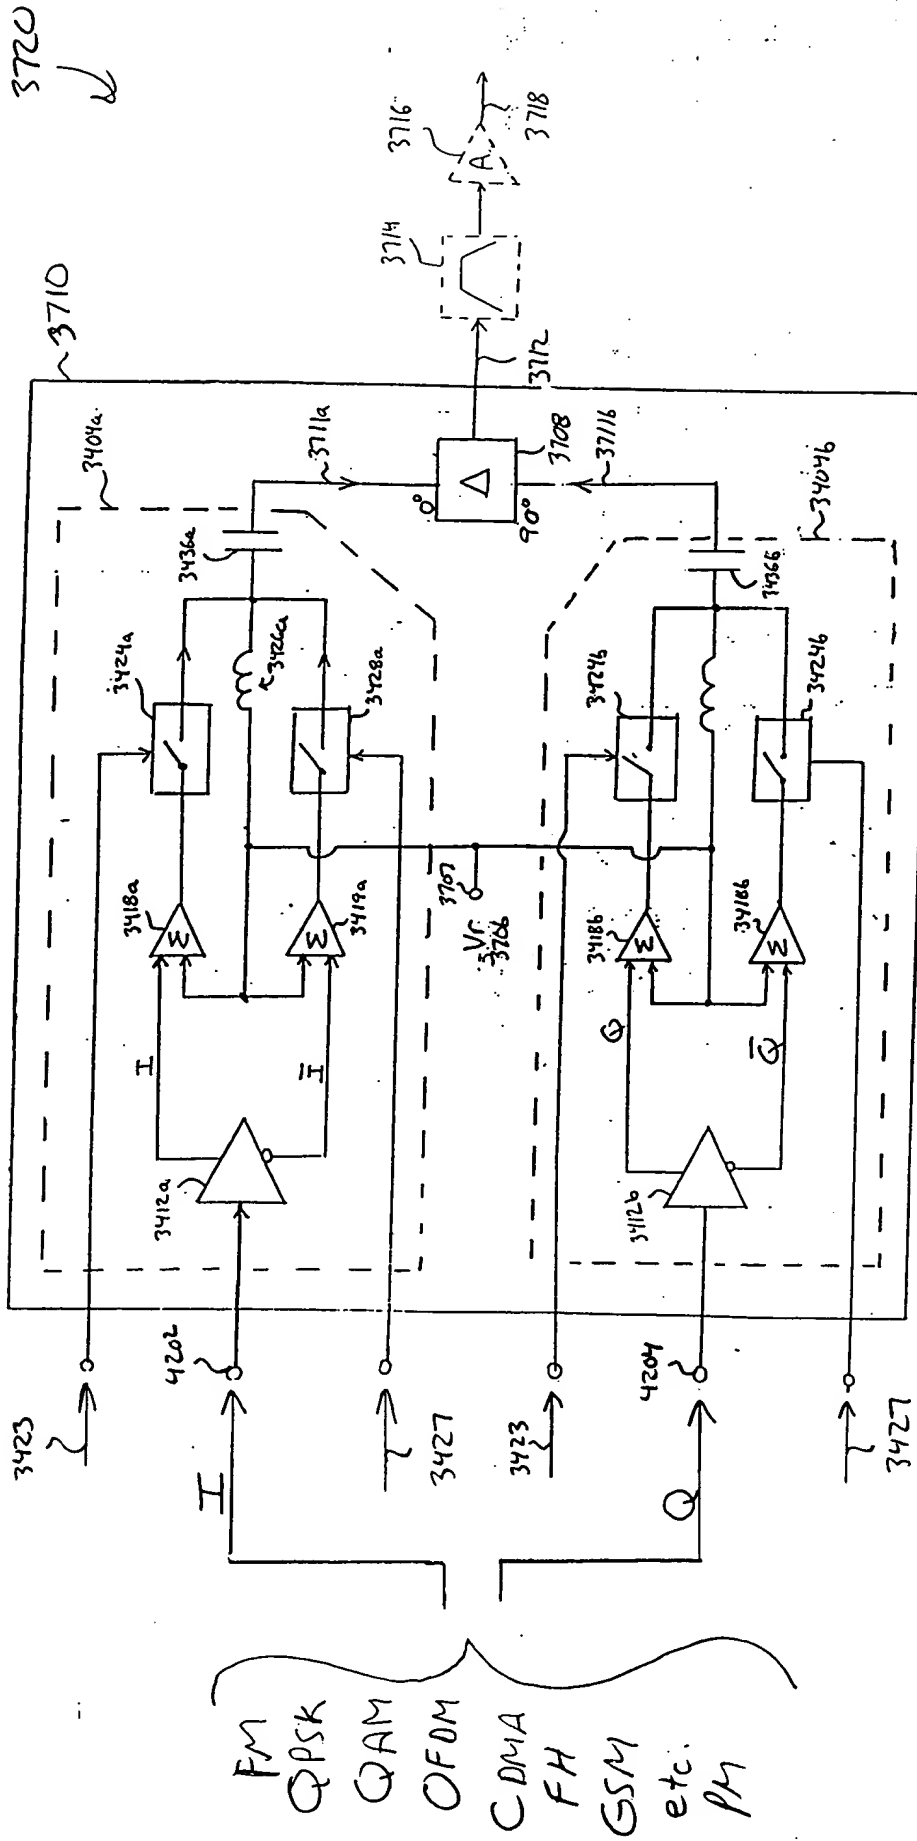 3720
3710
3404a
3423
3424a
3436a
3711a
3418a
3426a
3428a
3419a
I
I̅
3412a
4202
I
3427
0°
Δ
90°
3708
3712
3714
3716
A
3718
3707
Vr
3706
3711b
3404b
3423
3424b
3436b
3418b
3424b
3418b
Σ
Σ
Σ
Σ
Q
Q̅
3412b
4204
Q
3427
FM
QPSK
QAM
OFDM
CDMA
FH
GSM
etc.
PM